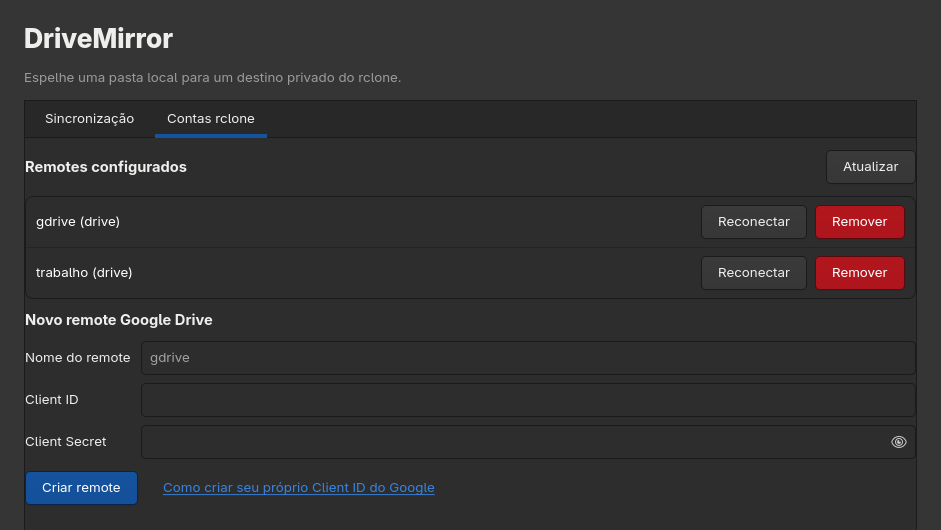 DriveMirror
Espelhe uma pasta local para um destino privado do rclone.
Sincronização Contas rclone
Remotes configurados Atualizar
gdrive (drive) Reconectar Remover
trabalho (drive) Reconectar Remover
Novo remote Google Drive
Nome do remote gdrive
Client ID
Client Secret
Criar remote Como criar seu próprio Client ID do Google